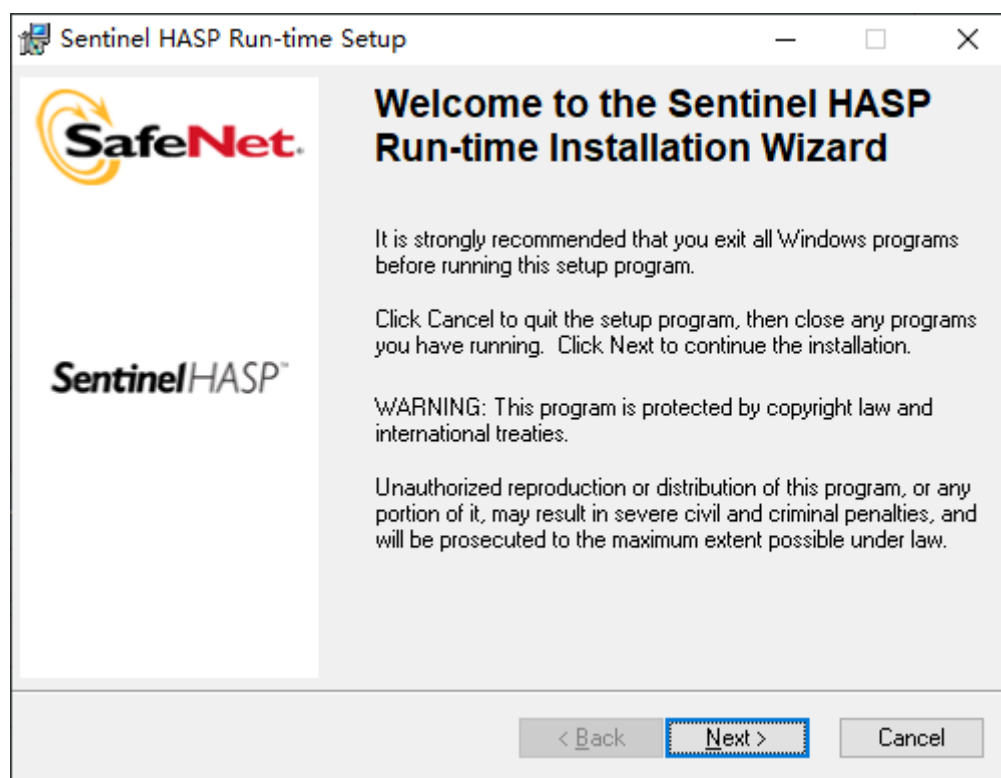 Sentinel HASP Run-time Setup
SafeNet.
Welcome to the Sentinel HASP
Run-time Installation Wizard
It is strongly recommended that you exit all Windows programs
before running this setup program.
Click Cancel to quit the setup program, then close any programs
you have running.  Click Next to continue the installation.
SentinelHASP™
WARNING: This program is protected by copyright law and
international treaties.
Unauthorized reproduction or distribution of this program, or any
portion of it, may result in severe civil and criminal penalties, and
will be prosecuted to the maximum extent possible under law.
< Back Next > Cancel